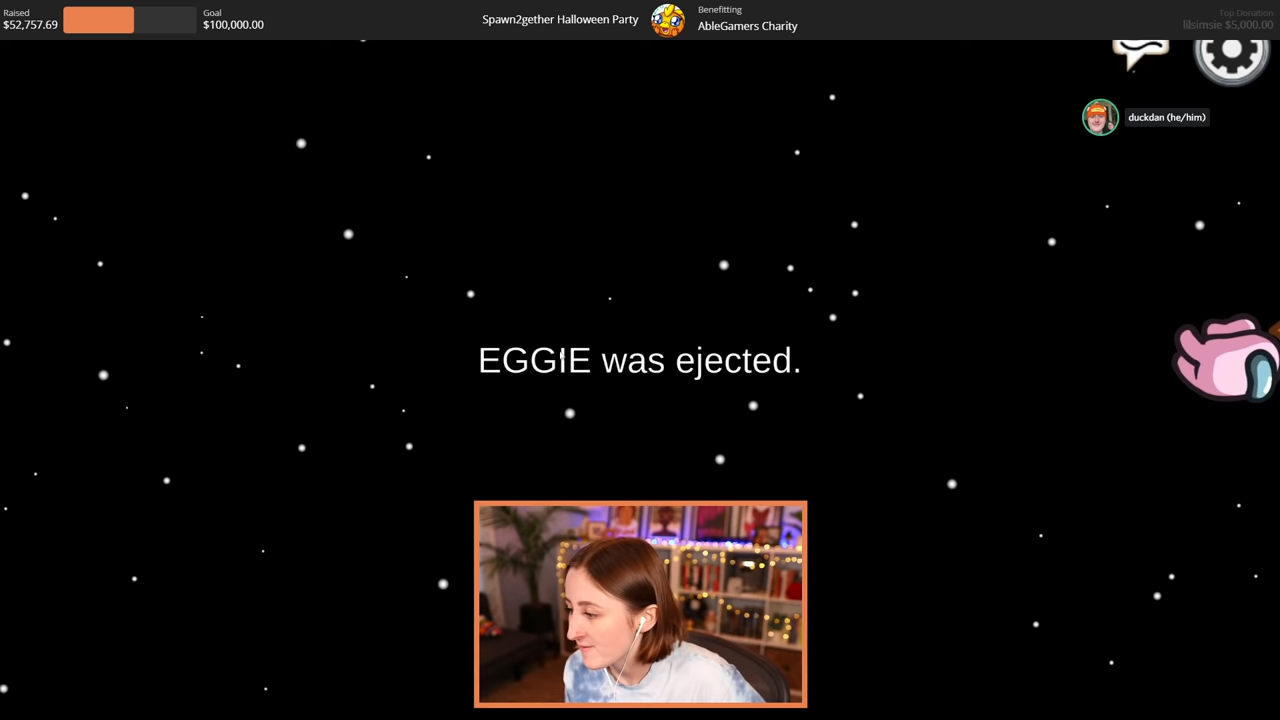 Raised
$52,757.69
Goal
$100,000.00
Spawn2gether Halloween Party
Benefitting
AbleGamers Charity
Top Donation
lilsimsie $5,000.00
duckdan (he/him)
EGGIE was ejected.